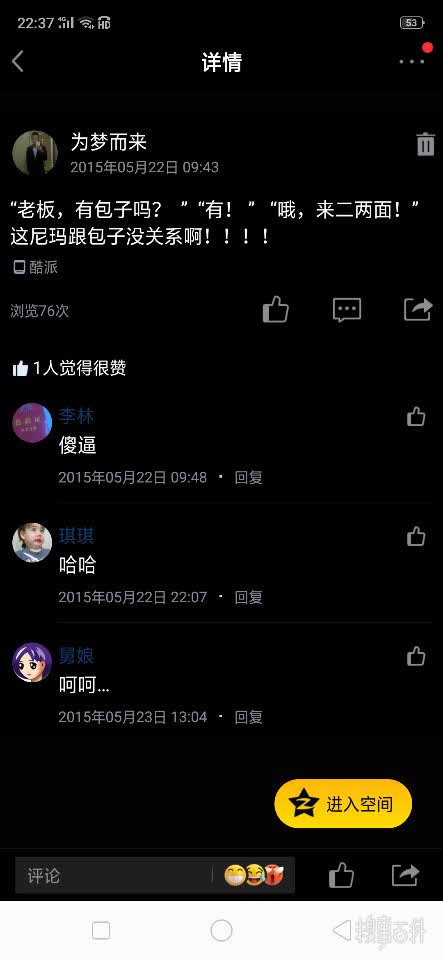 22:37 4G HD 53
详情
为梦而来
2015年05月22日 09:43
“老板，有包子吗？ ”“有！ ” “哦，来二两面！”
这尼玛跟包子没关系啊！！！！
酷派
浏览76次
1人觉得很赞
李林
傻逼
2015年05月22日 09:48 · 回复
琪琪
哈哈
2015年05月22日 22:07 · 回复
舅娘
呵呵...
2015年05月23日 13:04 · 回复
进入空间
评论
糗事百科